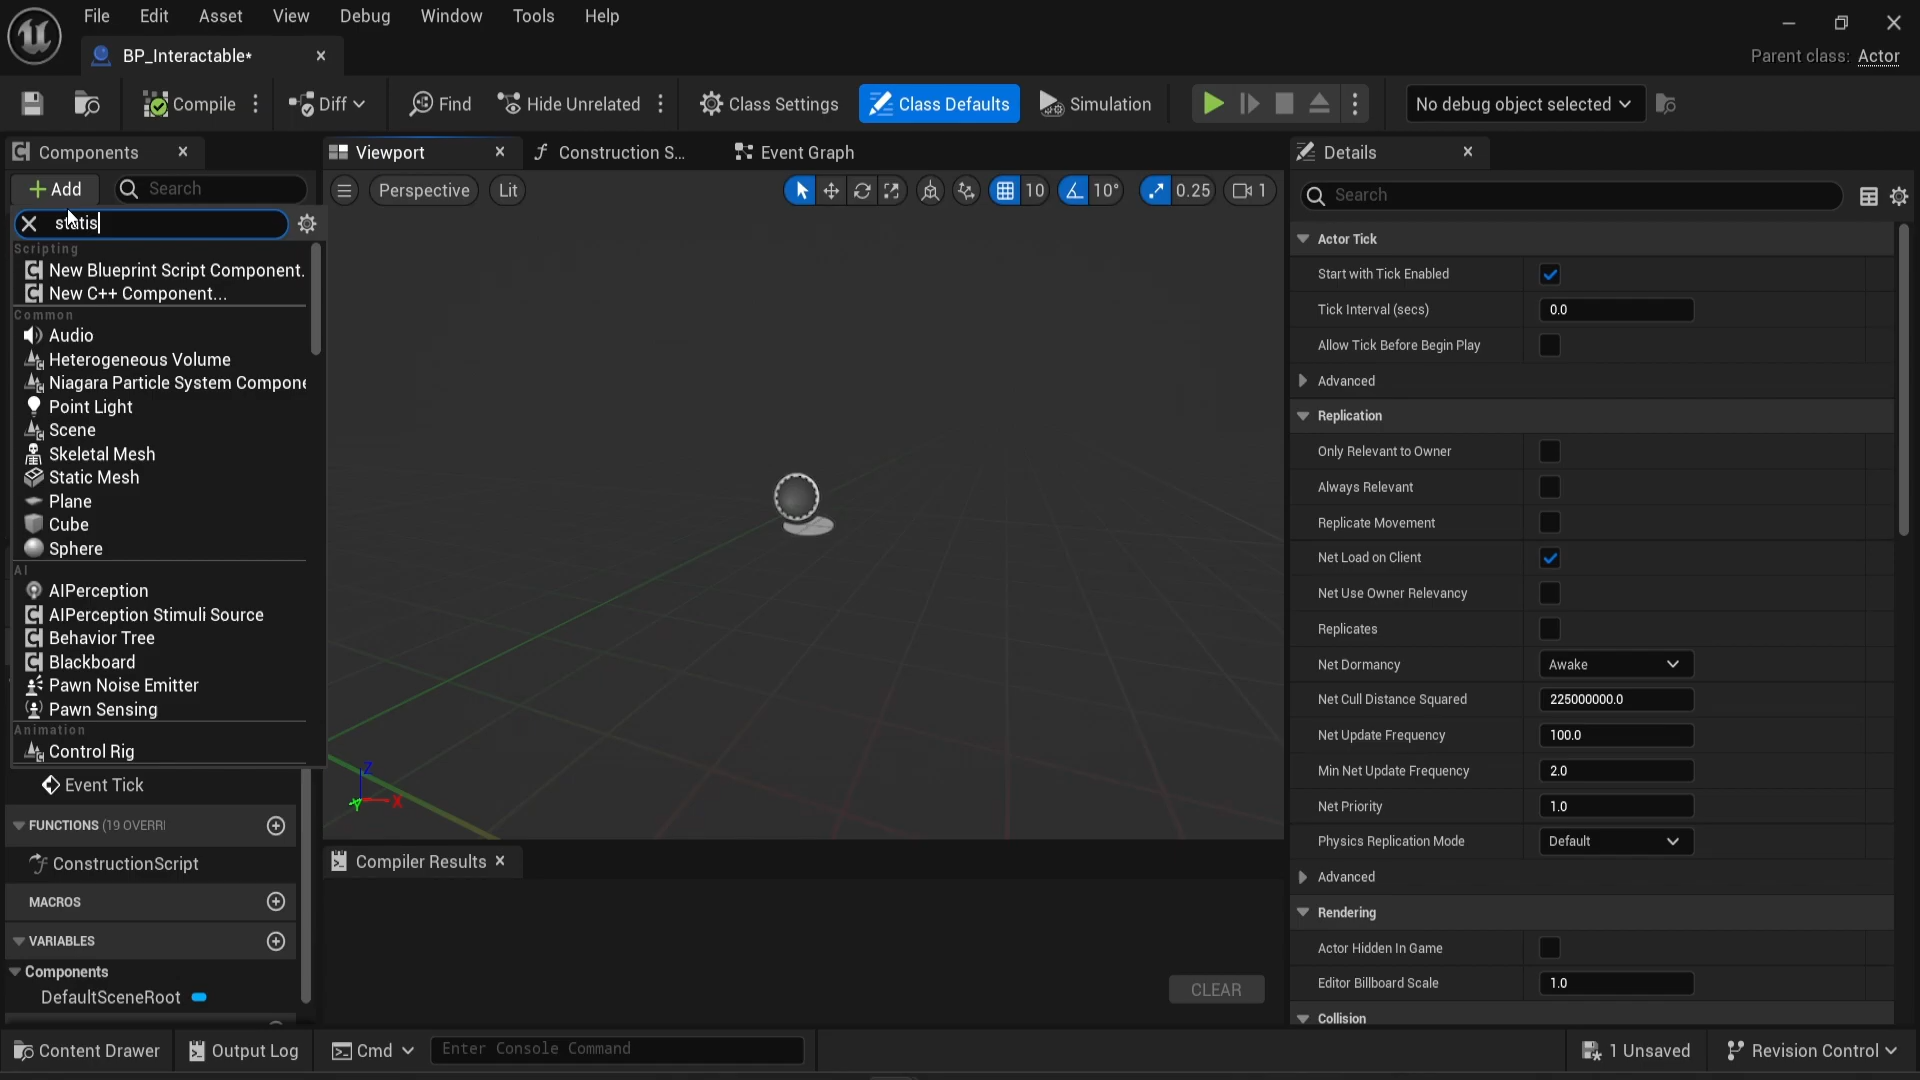 File Edit Asset View Debug Window Tools Help
BP_Interactable*
Parent class: Actor
Compile Diff Find Hide Unrelated Class Settings Class Defaults Simulation No debug object selected
Components
Viewport Construction S... Event Graph
Details
Add Search
Perspective Lit 10 10° 0.25 1
Search
statis
Scripting
New Blueprint Script Component.
New C++ Component...
Common
Audio
Heterogeneous Volume
Niagara Particle System Compone
Point Light
Scene
Skeletal Mesh
Static Mesh
Plane
Cube
Sphere
AI
AIPerception
AIPerception Stimuli Source
Behavior Tree
Blackboard
Pawn Noise Emitter
Pawn Sensing
Animation
Control Rig
Event Tick
FUNCTIONS (19 OVERRI
ConstructionScript
MACROS
VARIABLES
Components
DefaultSceneRoot
Z
Y X
Compiler Results
CLEAR
Actor Tick
Start with Tick Enabled
Tick Interval (secs) 0.0
Allow Tick Before Begin Play
Advanced
Replication
Only Relevant to Owner
Always Relevant
Replicate Movement
Net Load on Client
Net Use Owner Relevancy
Replicates
Net Dormancy Awake
Net Cull Distance Squared 225000000.0
Net Update Frequency 100.0
Min Net Update Frequency 2.0
Net Priority 1.0
Physics Replication Mode Default
Advanced
Rendering
Actor Hidden In Game
Editor Billboard Scale 1.0
Collision
Content Drawer Output Log Cmd Enter Console Command 1 Unsaved Revision Control